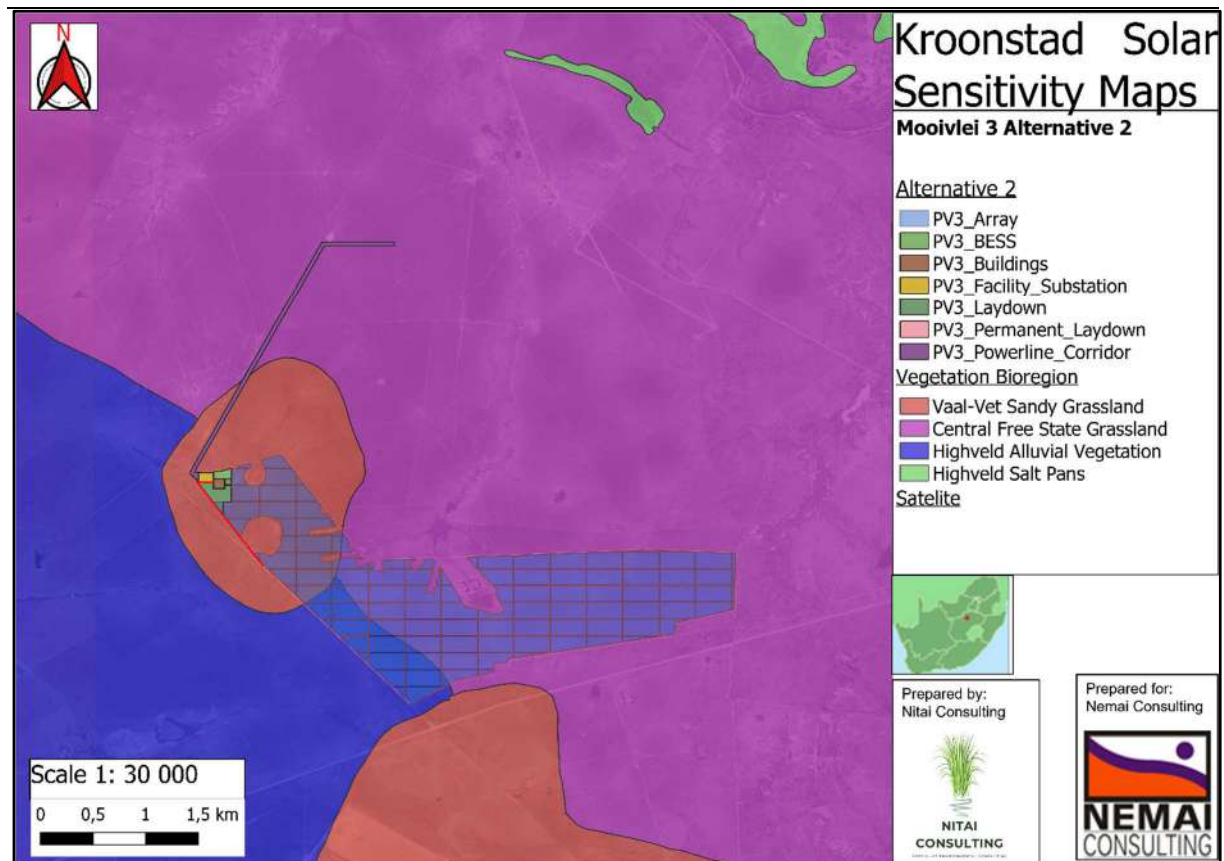 N
Kroonstad Solar
Sensitivity Maps
Mooivlei 3 Alternative 2
Alternative 2
PV3_Array
PV3_BESS
PV3_Buildings
PV3_Facility_Substation
PV3_Laydown
PV3_Permanent_Laydown
PV3_Powerline_Corridor
Vegetation Bioregion
Vaal-Vet Sandy Grassland
Central Free State Grassland
Highveld Alluvial Vegetation
Highveld Salt Pans
Satelite
Scale 1: 30 000
0 0,5 1 1,5 km
Prepared by:
Nitai Consulting
NITAI
CONSULTING
Prepared for:
Nemai Consulting
NEMAI
CONSULTING